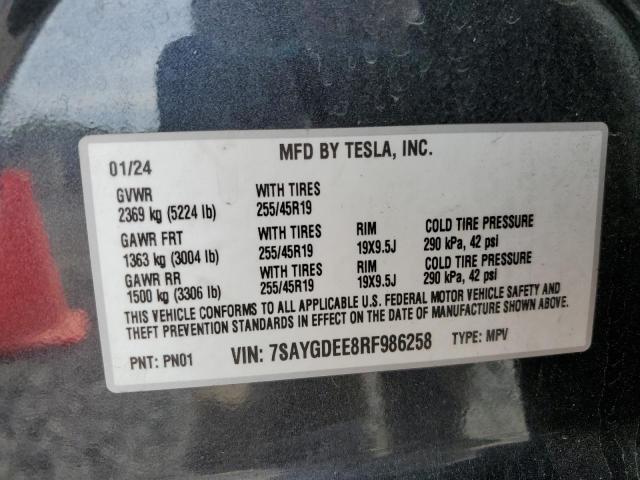 MFD BY TESLA, INC.
01/24
GVWR WITH TIRES
2369 kg (5224 lb) 255/45R19
GAWR FRT WITH TIRES RIM COLD TIRE PRESSURE
1363 kg (3004 lb) 255/45R19 19X9.5J 290 kPa, 42 psi
GAWR RR WITH TIRES RIM COLD TIRE PRESSURE
1500 kg (3306 lb) 255/45R19 19X9.5J 290 kPa, 42 psi
THIS VEHICLE CONFORMS TO ALL APPLICABLE U.S. FEDERAL MOTOR VEHICLE SAFETY AND
THEFT PREVENTION STANDARDS IN EFFECT ON THE DATE OF MANUFACTURE SHOWN ABOVE.
PNT: PN01 VIN: 7SAYGDEE8RF986258 TYPE: MPV